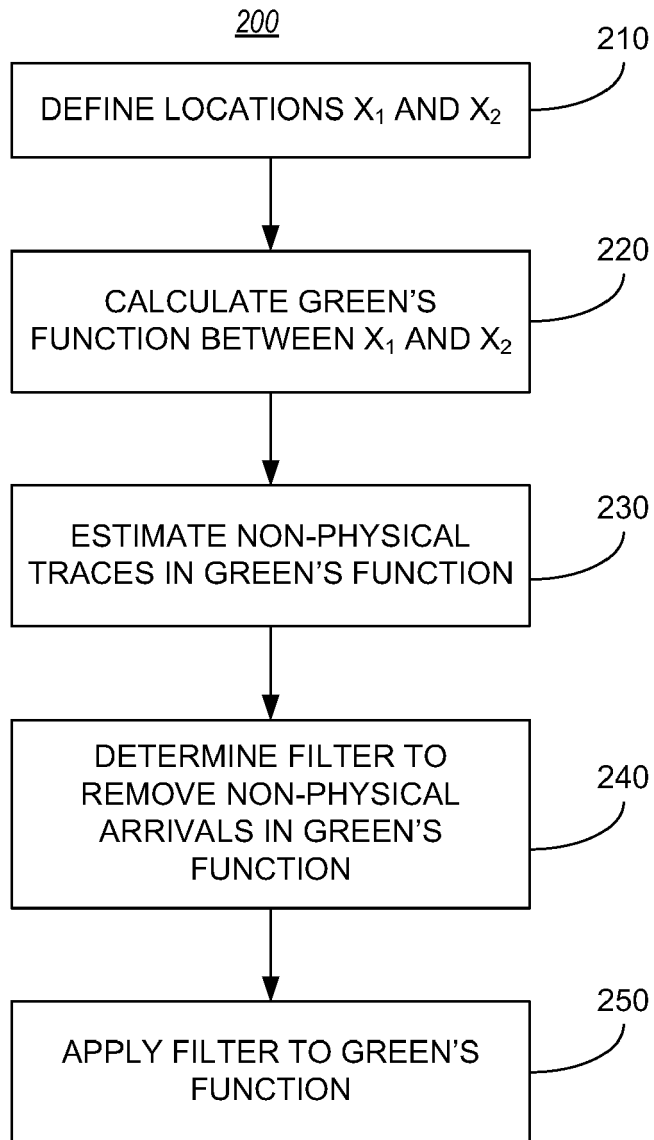 200
210
DEFINE LOCATIONS X₁ AND X₂
220
CALCULATE GREEN'S
FUNCTION BETWEEN X₁ AND X₂
230
ESTIMATE NON-PHYSICAL
TRACES IN GREEN'S FUNCTION
240
DETERMINE FILTER TO
REMOVE NON-PHYSICAL
ARRIVALS IN GREEN'S
FUNCTION
250
APPLY FILTER TO GREEN'S
FUNCTION